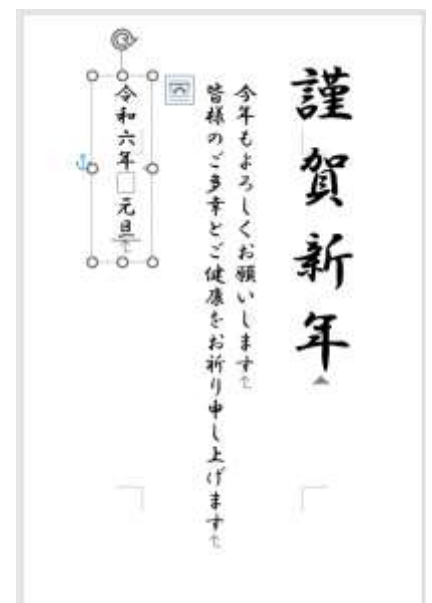 謹賀新年
今年もよろしくお願いします
皆様のご多幸とご健康をお祈り申し上げます
令和六年　元旦